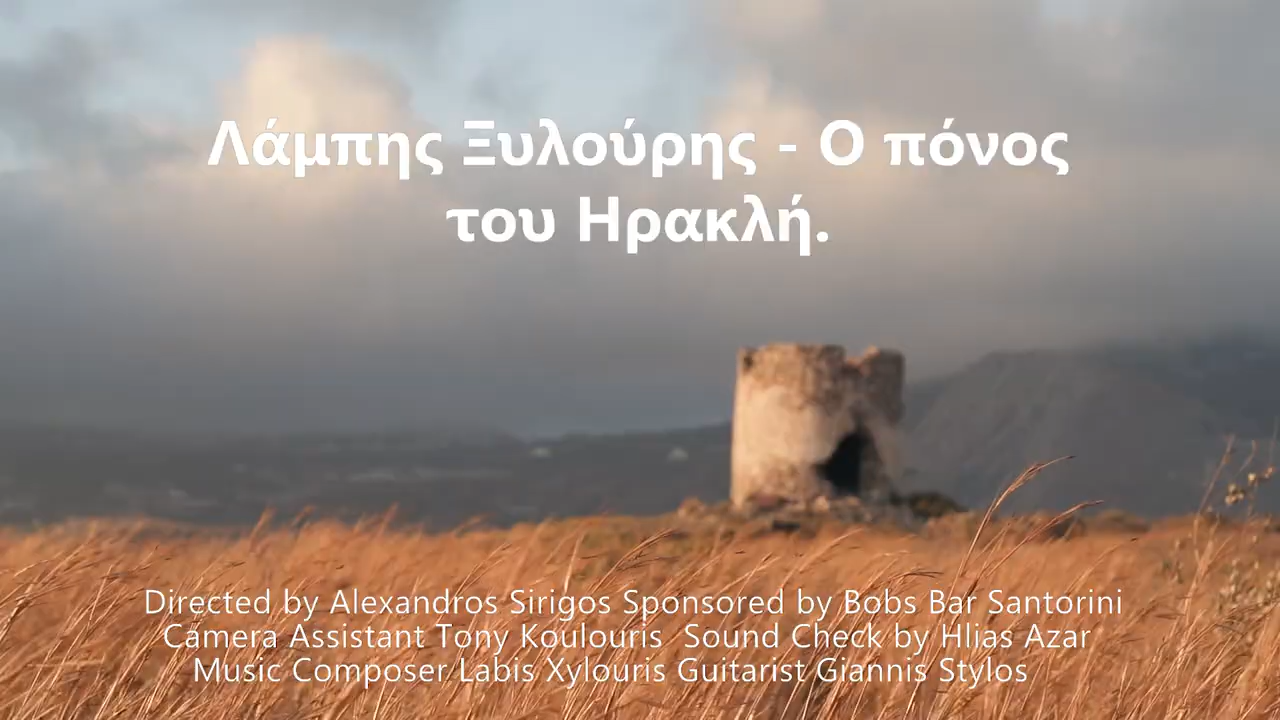 Λάμπης Ξυλούρης - Ο πόνος
του Ηρακλή.
Directed by Alexandros Sirigos Sponsored by Bobs Bar Santorini
Camera Assistant Tony Koulouris Sound Check by Hlias Azar
Music Composer Labis Xylouris Guitarist Giannis Stylos